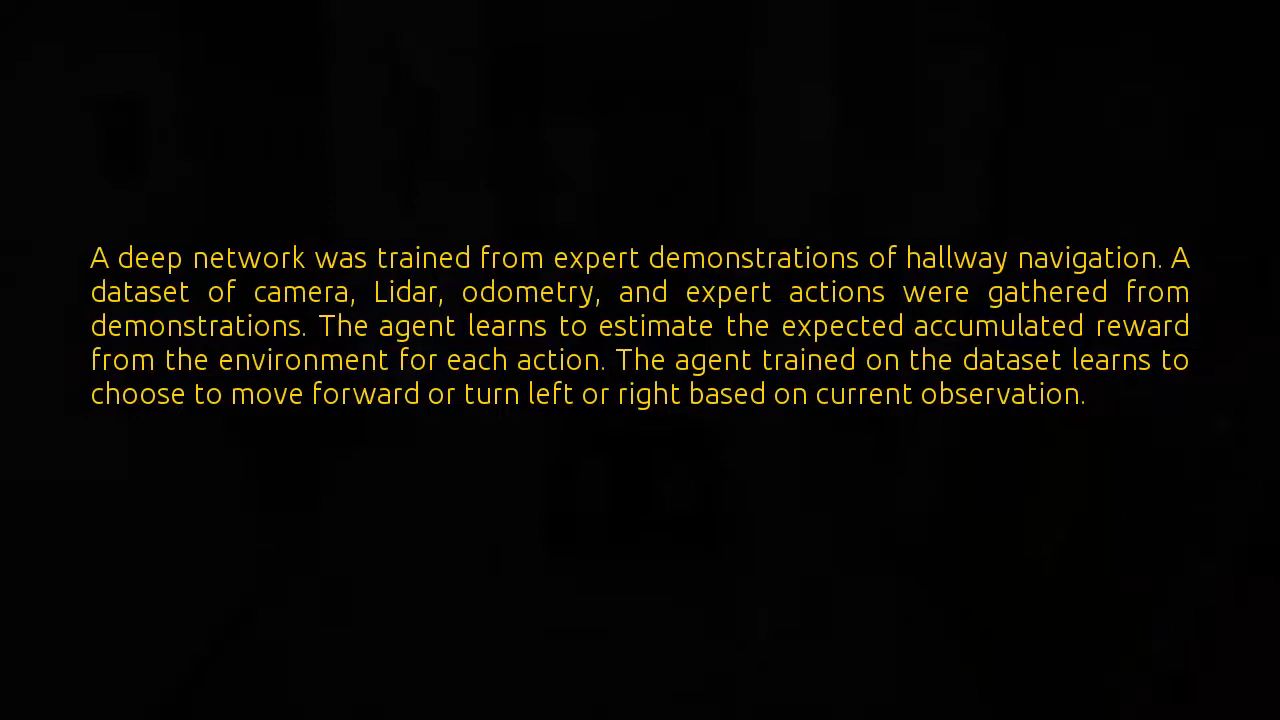 A deep network was trained from expert demonstrations of hallway navigation. A
dataset of camera, Lidar, odometry, and expert actions were gathered from
demonstrations. The agent learns to estimate the expected accumulated reward
from the environment for each action. The agent trained on the dataset learns to
choose to move forward or turn left or right based on current observation.